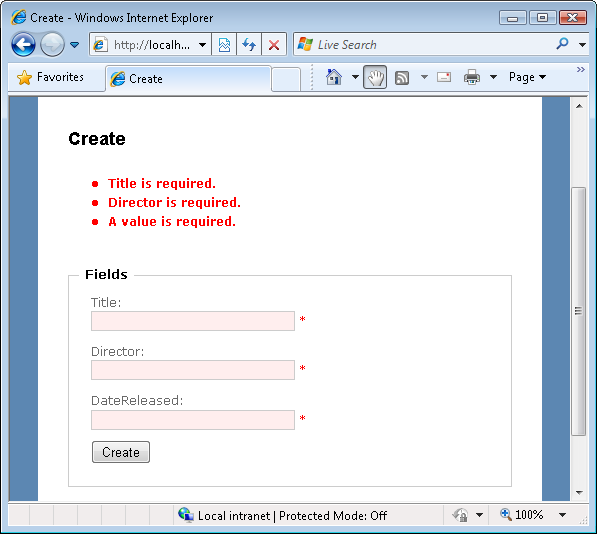 Create - Windows Internet Explorer
http://localh...
Live Search
Favorites
Create
Page
Create
Title is required.
Director is required.
A value is required.
Fields
Title:
*
Director:
*
DateReleased:
*
Create
Local intranet | Protected Mode: Off
100%